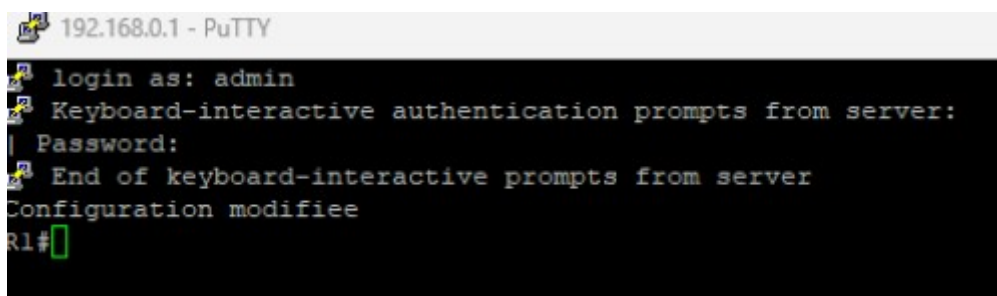 192.168.0.1 - PuTTY
login as: admin
Keyboard-interactive authentication prompts from server:
| Password:
End of keyboard-interactive prompts from server
Configuration modifiee
R1#